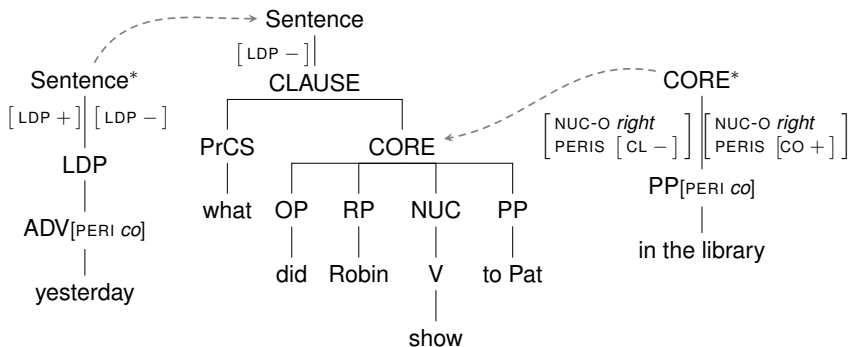 Sentence
[ LDP − ]
Sentence*
CLAUSE
CORE*
[ LDP + ] [ LDP − ]
[ NUC-O right ] [ NUC-O right ]
[ PERIS [ CL − ] ] [ PERIS [ CO + ] ]
LDP
PrCS
CORE
PP[PERI co]
what
OP
RP
NUC
PP
ADV[PERI co]
in the library
did
Robin
V
to Pat
yesterday
show